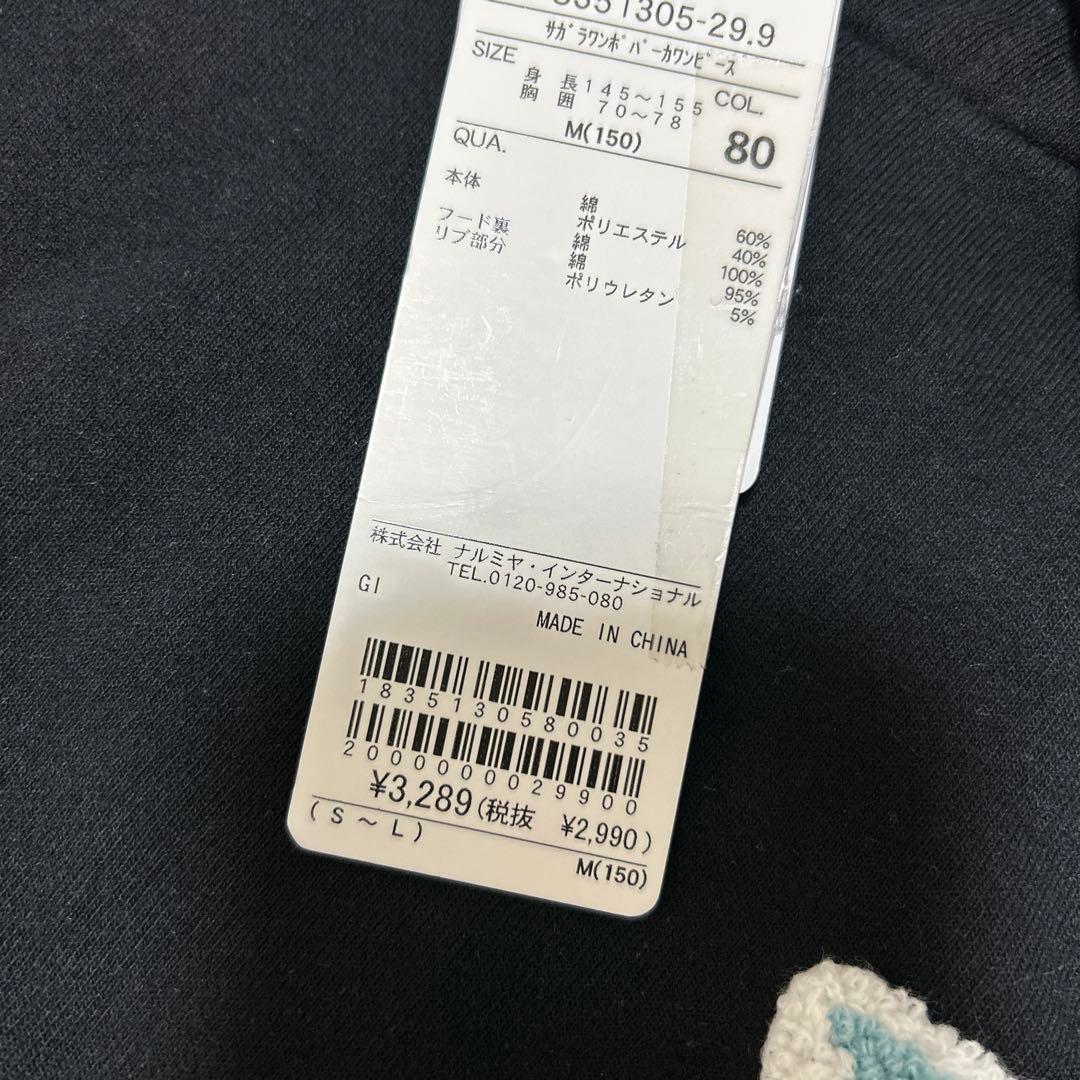 351305-29.9
ｻｶﾞﾗﾜﾝﾎﾟﾊﾟｰｶﾜﾝﾋﾟｰｽ
SIZE 身 長 145～155 COL.
胸 囲 70～78
M(150) 80
QUA.
本体 綿 60%
ポリエステル 40%
フード裏 綿 100%
リブ部分 綿 95%
ポリウレタン 5%
株式会社 ナルミヤ・インターナショナル
TEL.0120-985-080
GI
MADE IN CHINA
1835130580035
2000000029900
¥3,289(税抜 ¥2,990)
(S～L)
M(150)